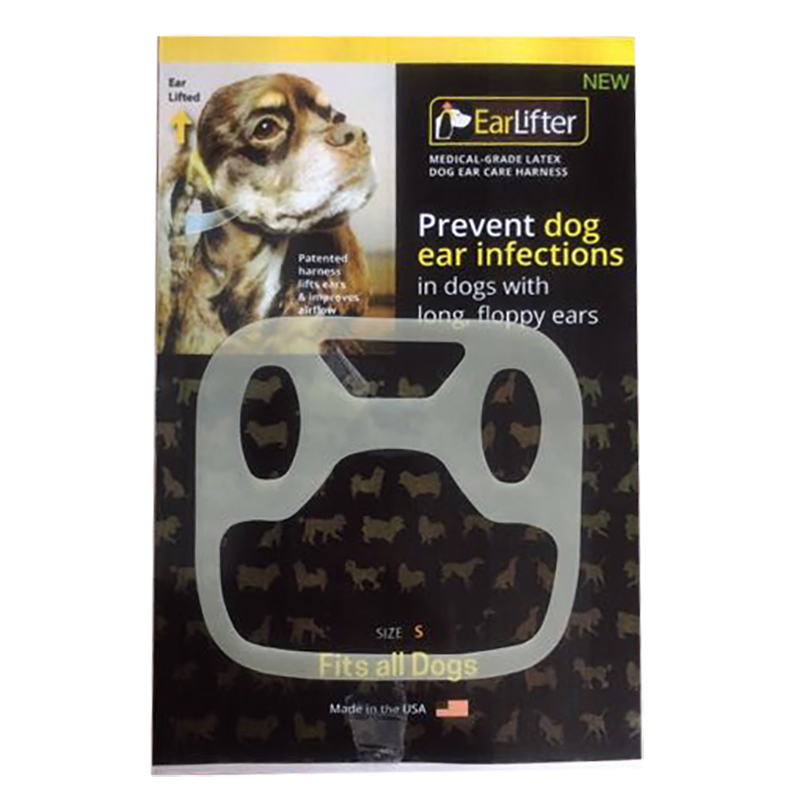 NEW
Ear
Lifted
EarLifter
MEDICAL-GRADE LATEX
DOG EAR CARE HARNESS
Prevent dog
ear infections
in dogs with
long, floppy ears
Patented
harness
lifts ears
& improves
airflow
SIZE S
Fits all Dogs
Made in the USA